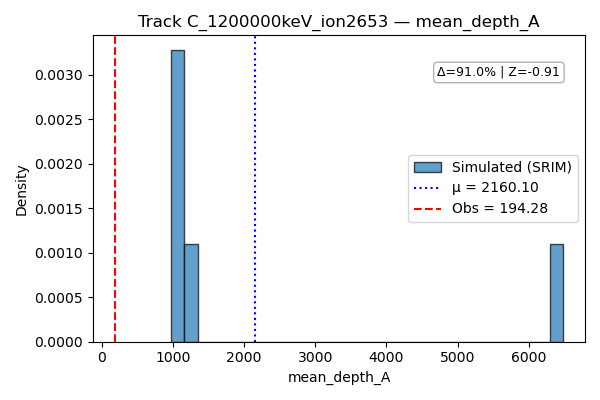 Track C_1200000keV_ion2653 — mean_depth_A
Δ=91.0% | Z=-0.91
Simulated (SRIM)
μ = 2160.10
Obs = 194.28
Density
0.0030
0.0025
0.0020
0.0015
0.0010
0.0005
0.0000
0 1000 2000 3000 4000 5000 6000
mean_depth_A